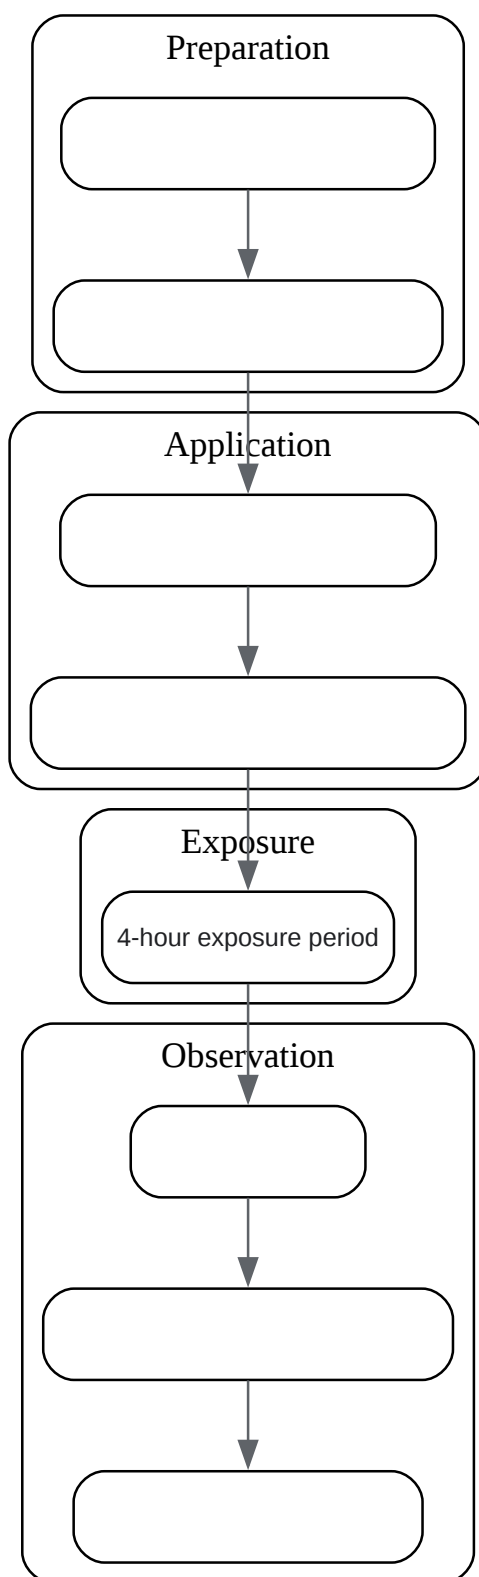 Preparation
Application
Exposure
4-hour exposure period
Observation